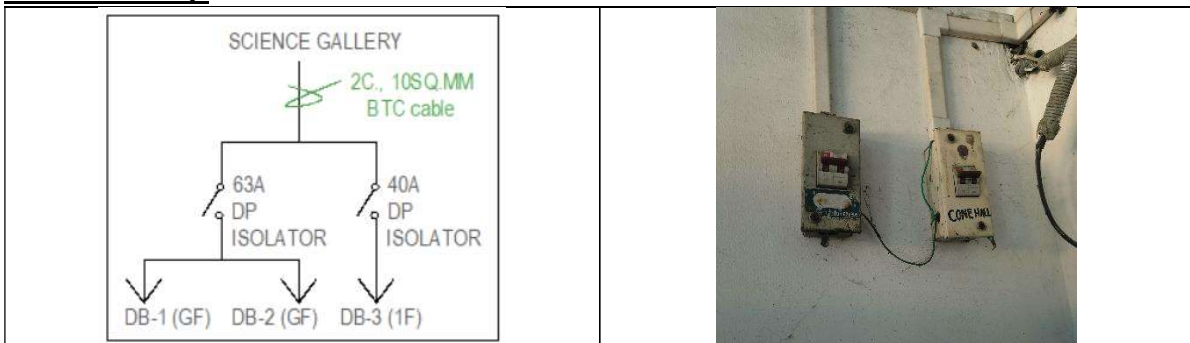 SCIENCE GALLERY
2C., 10SQ.MM
BTC cable
63A
DP
ISOLATOR
40A
DP
ISOLATOR
DB-1 (GF) DB-2 (GF) DB-3 (1F)
CONE HALL